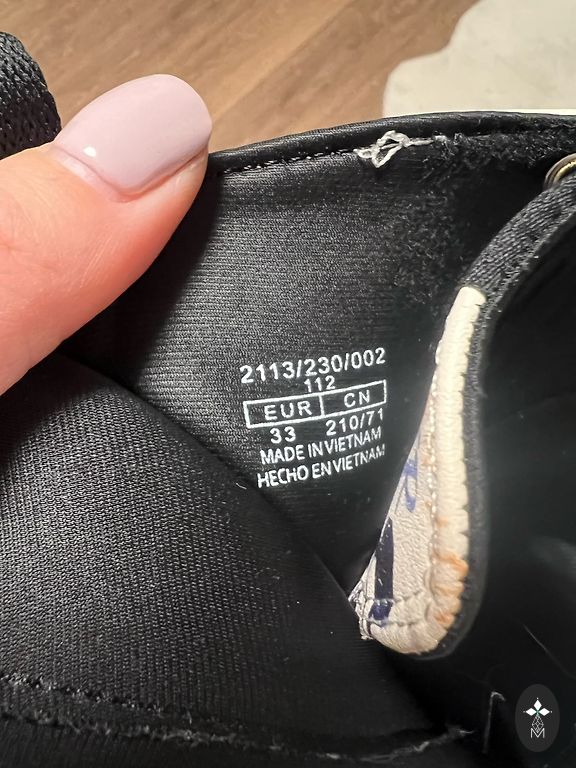 2113/230/002
112
EUR CN
33 210/71
MADE IN VIETNAM
HECHO EN VIETNAM